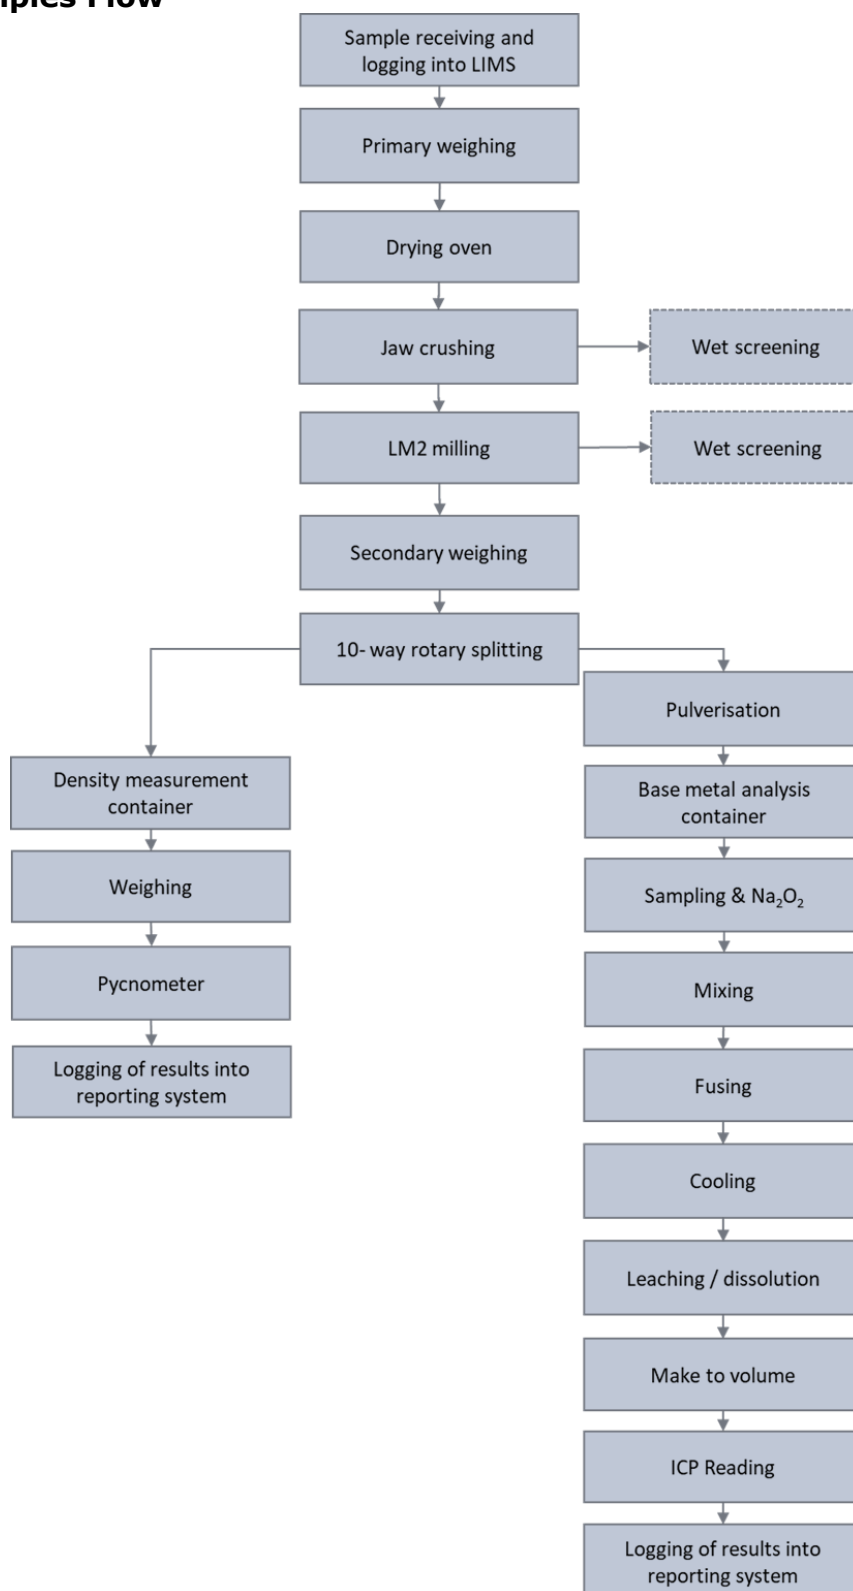 Sample receiving and
logging into LIMS
Primary weighing
Drying oven
Jaw crushing
Wet screening
LM2 milling
Wet screening
Secondary weighing
10- way rotary splitting
Density measurement
container
Weighing
Pycnometer
Logging of results into
reporting system
Pulverisation
Base metal analysis
container
Sampling & Na₂O₂
Mixing
Fusing
Cooling
Leaching / dissolution
Make to volume
ICP Reading
Logging of results into
reporting system